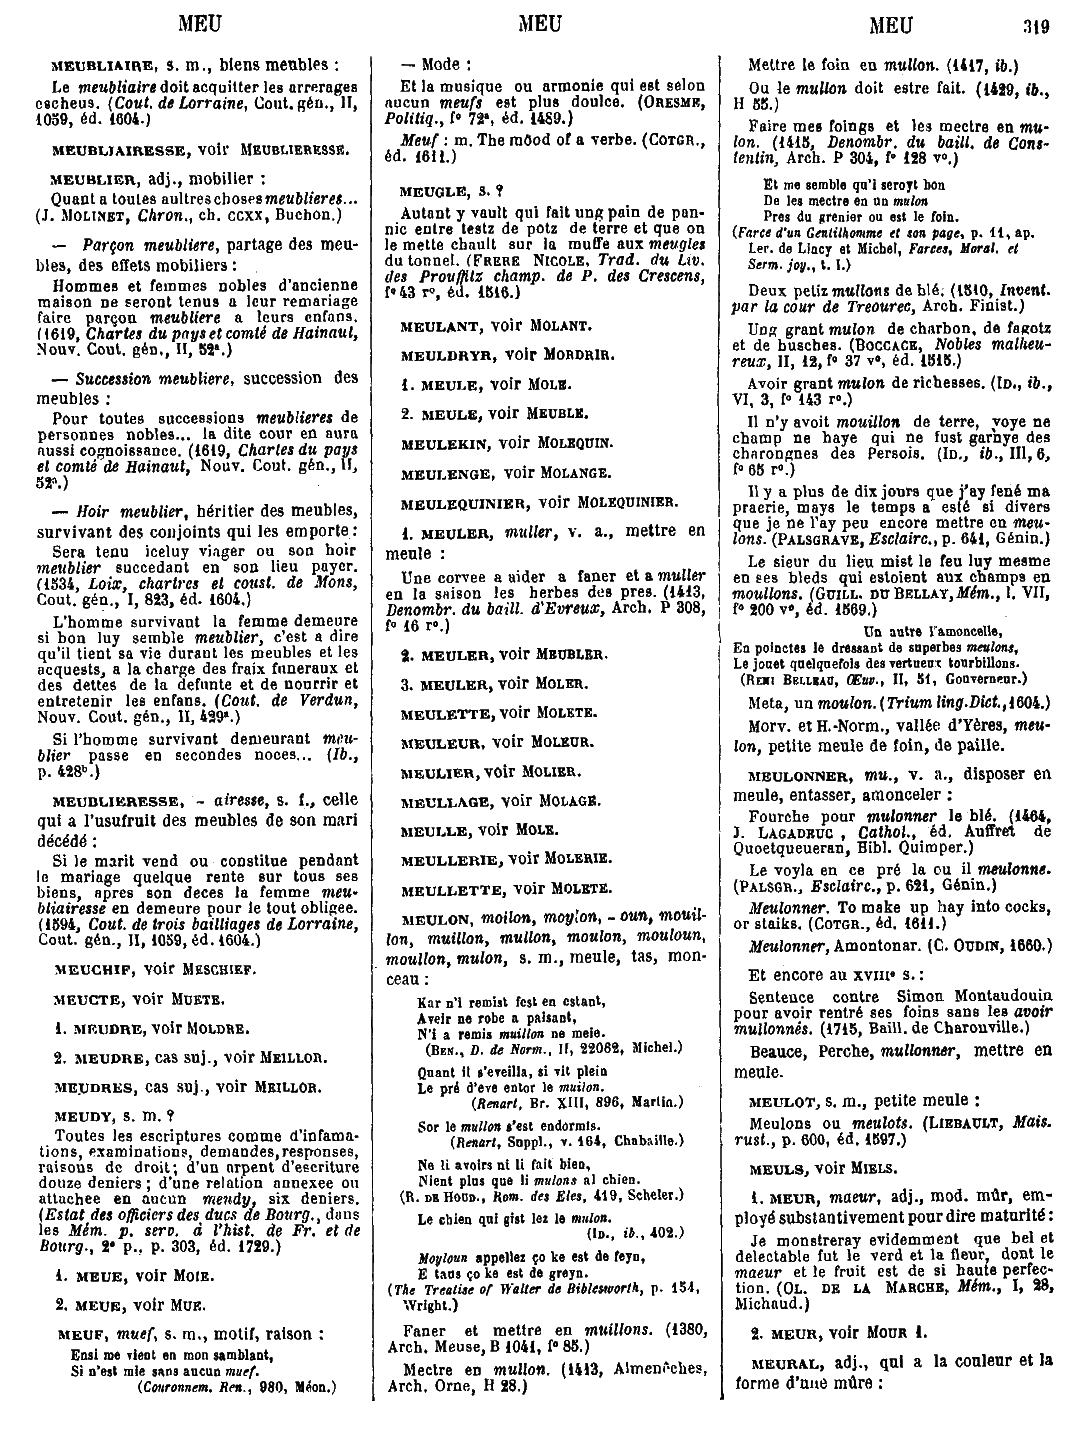 MEU
MEU
MEU 319
MEUBLIAIRE, s. m., biens meubles :
Le meubliaire doit acquitter les arrerages
escheus. (Cout. de Lorraine, Cout. gén., II,
1059, éd. 1604.)
MEUBLIAIRESSE, voir MEUBLIERESSE.
MEUBLIER, adj., mobilier :
Quant a toutes aultres choses meublieres...
(J. MOLINET, Chron., ch. CCXX, Buchon.)
— Parçon meubliere, partage des meu-
bles, des effets mobiliers :
Hommes et femmes nobles d'ancienne
maison ne seront tenus a leur remariage
faire parçon meubliere a leurs enfans.
(1619, Chartes du pays et comté de Hainaut,
Nouv. Cout. gén., II, 52ª.)
— Succession meubliere, succession des
meubles :
Pour toutes successions meublieres de
personnes nobles... la dite cour en aura
aussi cognoissance. (1619, Chartes du pays
et comté de Hainaut, Nouv. Cout. gén., II,
52ª.)
— Hoir meublier, héritier des meubles,
survivant des conjoints qui les emporte :
Sera tenu iceluy viager ou son hoir
meublier succedant en son lieu payer.
(1534, Loix, chartres et coust. de Mons,
Cout. gén., I, 823, éd. 1604.)
L'homme survivant la femme demeure
si bon luy semble meublier, c'est a dire
qu'il tient sa vie durant les meubles et les
acquests, a la charge des fraix funeraux et
des dettes de la defunte et de nourrir et
entretenir les enfans. (Cout. de Verdun,
Nouv. Cout. gén., II, 429ª.)
Si l'homme survivant demeurant meu-
blier passe en secondes noces... (Ib.,
p. 428ᵇ.)
MEUBLIERESSE, - airesse, s. f., celle
qui a l'usufruit des meubles de son mari
décédé :
Si le marit vend ou constitue pendant
le mariage quelque rente sur tous ses
biens, apres son deces la femme meu-
bliairesse en demeure pour le tout obligee.
(1594, Cout. de trois bailliages de Lorraine,
Cout. gén., II, 1059, éd. 1604.)
MEUCHIF, voir MESCHIEF.
MEUCTE, voir MUETE.
1. MEUDRE, voir MOLDRE.
2. MEUDRE, cas suj., voir MEILLOR.
MEUDRES, cas suj., voir MEILLOR.
MEUDY, s. m. ?
Toutes les escriptures comme d'infama-
tions, examinations, demandes, responses,
raisons de droit; d'un arpent d'escriture
douze deniers ; d'une relation annexee ou
attachee en aucun mendy, six deniers.
(Estat des officiers des ducs de Bourg., dans
les Mém. p. serv. à l'hist. de Fr. et de
Bourg., 2ᵉ p., p. 303, éd. 1729.)
1. MEUE, voir MOIE.
2. MEUE, voir MUE.
MEUF, muef, s. m., motif, raison :
Ensi me vient en mon samblant,
Si n'est mie sans aucun muef.
(Couronnem. Ren., 980, Méon.)
— Mode :
Et la musique ou armonie qui est selon
aucun meufs est plus doulce. (ORESME,
Politiq., fº 72ª, éd. 1489.)
Meuf : m. The mood of a verbe. (COTGR.,
éd. 1611.)
MEUGLE, s. ?
Autant y vault qui fait ung pain de pan-
nic entre testz de potz de terre et que on
le mette chault sur la muffe aux meugles
du tonnel. (FRERE NICOLE, Trad. du Liv.
des Prouffitz champ. de P. des Crescens,
fº 43 rº, éd. 1516.)
MEULANT, voir MOLANT.
MEULDRYR, voir MORDRIR.
1. MEULE, voir MOLE.
2. MEULE, voir MEUBLE.
MEULEKIN, voir MOLEQUIN.
MEULENGE, voir MOLANGE.
MEULEQUINIER, voir MOLEQUINIER.
1. MEULER, muller, v. a., mettre en
meule :
Une corvee a aider a faner et a muller
en la saison les herbes des pres. (1413,
Denombr. du baill. d'Evreux, Arch. P 308,
fº 16 rº.)
2. MEULER, voir MEUBLER.
3. MEULER, voir MOLER.
MEULETTE, voir MOLETE.
MEULEUR, voir MOLEUR.
MEULIER, voir MOLIER.
MEULLAGE, voir MOLAGE.
MEULLE, voir MOLE.
MEULLERIE, voir MOLERIE.
MEULLETTE, voir MOLETE.
MEULON, moilon, moylon, - oun, mouil-
lon, muillon, mullon, moulon, mouloun,
moullon, mulon, s. m., meule, tas, mon-
ceau :
Kar n'i remist fest en estant,
Aveir ne robe a paisant,
N'i a remis muillon ne meie.
(BEN., D. de Norm., II, 22062, Michel.)
Quant il s'eveilla, si vit plein
Le pré d'eve entor le muilon.
(Renart, Br. XIII, 896, Martin.)
Sor le mullon s'est endormis.
(Renart, Suppl., v. 164, Chabaille.)
Ne li avoirs ni li fait bien,
Nient plus que li mulons al chien.
(R. DE HOUD., Rom. des Eles, 419, Scheler.)
Le chien qui gist lez le mulon.
(ID., ib., 402.)
Moyloun appellez ço ke est de feyn,
E taus ço ke est de greyn.
(The Treatise of Walter de Biblesworth, p. 154,
Wright.)
Faner et mettre en muillons. (1380,
Arch. Meuse, B 1041, fº 85.)
Mectre en mullon. (1413, Almenêches,
Arch. Orne, H 28.)
Mettre le foin en mullon. (1417, ib.)
Ou le mullon doit estre fait. (1429, ib.,
H 55.)
Faire mes foings et les mectre en mu-
lon. (1415, Denombr. du baill. de Cons-
tentin, Arch. P 304, fº 128 vº.)
Et me semble qu'i seroyt bon
De les mectre en un mulon
Pres du grenier ou est le foin.
(Farce d'un Gentilhomme et son page, p. 11, ap.
Ler. de Lincy et Michel, Farces, Moral. et
Serm. joy., t. I.)
Deux petiz mullons de blé. (1510, Invent.
par la cour de Treourec, Arch. Finist.)
Ung grant mulon de charbon, de fagotz
et de busches. (BOCCACE, Nobles malheu-
reux, II, 12, fº 37 vº, éd. 1515.)
Avoir grant mulon de richesses. (ID., ib.,
VI, 3, fº 143 rº.)
Il n'y avoit mouillon de terre, voye ne
champ ne haye qui ne fust garnye des
charongnes des Persois. (ID., ib., III, 6,
fº 65 rº.)
Il y a plus de dix jours que j'ay fené ma
praerie, mays le temps a esté si divers
que je ne l'ay peu encore mettre en meu-
lons. (PALSGRAVE, Esclairc., p. 641, Génin.)
Le sieur du lieu mist le feu luy mesme
en ses bleds qui estoient aux champs en
moullons. (GUILL. DU BELLAY, Mém., l. VII,
fº 200 vº, éd. 1569.)
Un autre l'amoncelle,
En poinctes le dressant de superbes meulons,
Le jouet quelquefois des vertueux tourbillons.
(REMI BELLEAU, Œuv., II, 51, Gouverneur.)
Meta, un moulon. (Trium ling. Dict., 1604.)
Morv. et H.-Norm., vallée d'Yères, meu-
lon, petite meule de foin, de paille.
MEULONNER, mu., v. a., disposer en
meule, entasser, amonceler :
Fourche pour mulonner le blé. (1464,
J. LAGADEUC, Cathol., éd. Auffret de
Quoetqueueran, Bibl. Quimper.)
Le voyla en ce pré la ou il meulonne.
(PALSGR., Esclairc., p. 621, Génin.)
Meulonner. To make up hay into cocks,
or staiks. (COTGR., éd. 1611.)
Meulonner, Amontonar. (C. OUDIN, 1660.)
Et encore au XVIIIᵉ s. :
Sentence contre Simon Montaudouin
pour avoir rentré ses foins sans les avoir
mullonnés. (1715, Baill. de Charouville.)
Beauce, Perche, mullonner, mettre en
meule.
MEULOT, s. m., petite meule :
Meulons ou meulots. (LIEBAULT, Mais.
rust., p. 600, éd. 1597.)
MEULS, voir MIELS.
1. MEUR, maeur, adj., mod. mûr, em-
ployé substantivement pour dire maturité :
Je monstreray evidemment que bel et
delectable fut le verd et la fleur, dont le
maeur et le fruit est de si haute perfec-
tion. (OL. DE LA MARCHE, Mém., I, 28,
Michaud.)
2. MEUR, voir MOUR 1.
MEURAL, adj., qui a la couleur et la
forme d'une mûre :